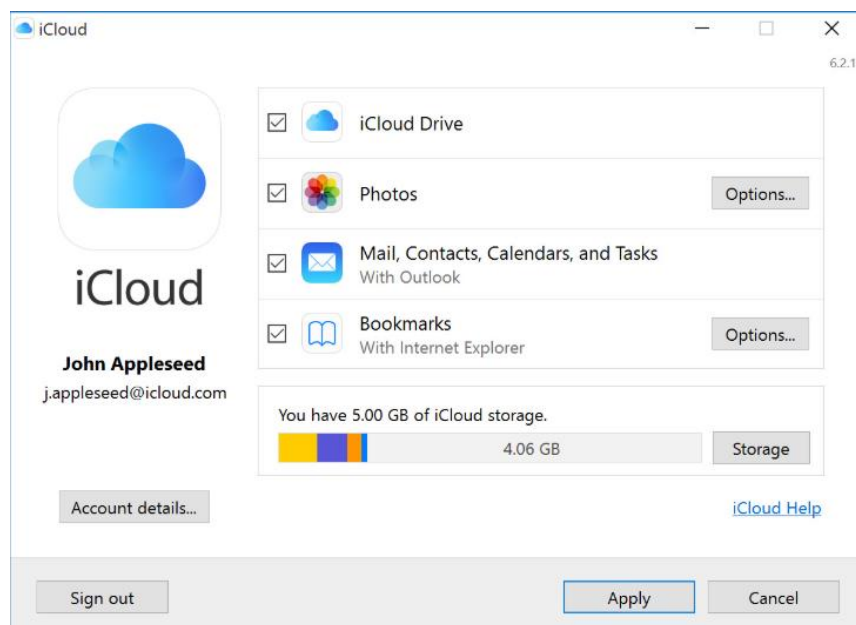 iCloud
6.2.1
iCloud Drive
Photos
Options...
Mail, Contacts, Calendars, and Tasks
With Outlook
iCloud
Bookmarks
With Internet Explorer
Options...
John Appleseed
j.appleseed@icloud.com
You have 5.00 GB of iCloud storage.
4.06 GB
Storage
Account details...
iCloud Help
Sign out
Apply
Cancel